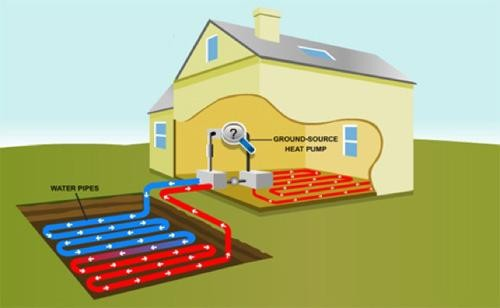 ?
GROUND-SOURCE
HEAT PUMP
WATER PIPES